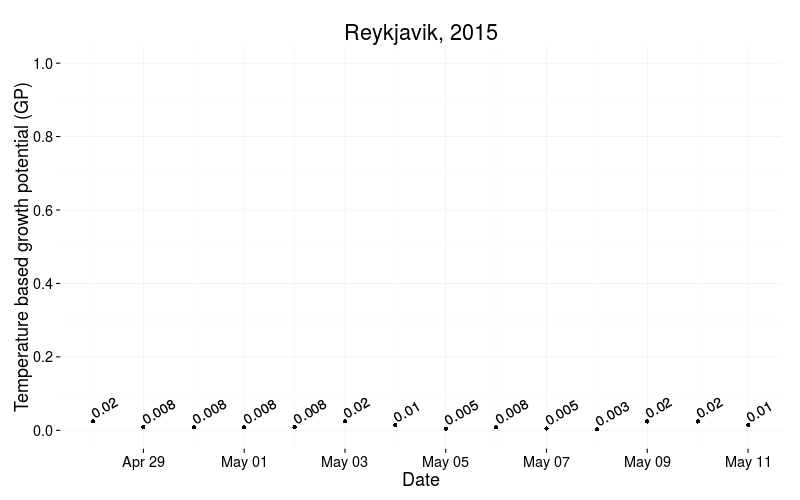 Reykjavik, 2015
Temperature based growth potential (GP)
1.0
0.8
0.6
0.4
0.2
0.0
0.02 0.008 0.008 0.008 0.008 0.02 0.01 0.005 0.008 0.005 0.003 0.02 0.02 0.01
Apr 29 May 01 May 03 May 05 May 07 May 09 May 11
Date